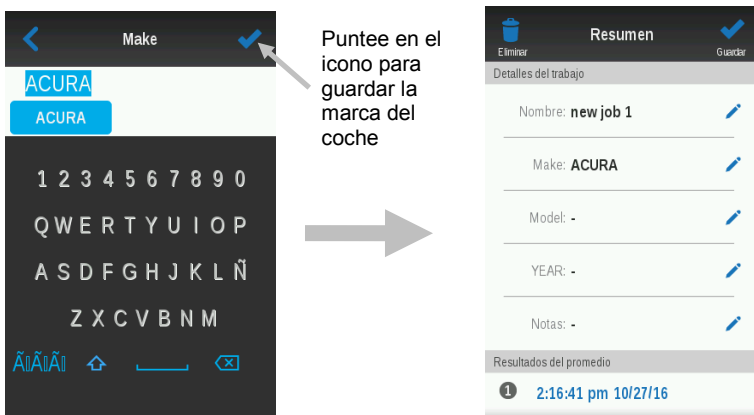 Make
ACURA
ACURA
1 2 3 4 5 6 7 8 9 0
Q W E R T Y U I O P
A S D F G H J K L Ñ
Z X C V B N M
Puntee en el
icono para
guardar la
marca del
coche
Resumen
Eliminar
Guardar
Detalles del trabajo
Nombre: new job 1
Make: ACURA
Model: -
YEAR: -
Notas: -
Resultados del promedio
1 2:16:41 pm 10/27/16